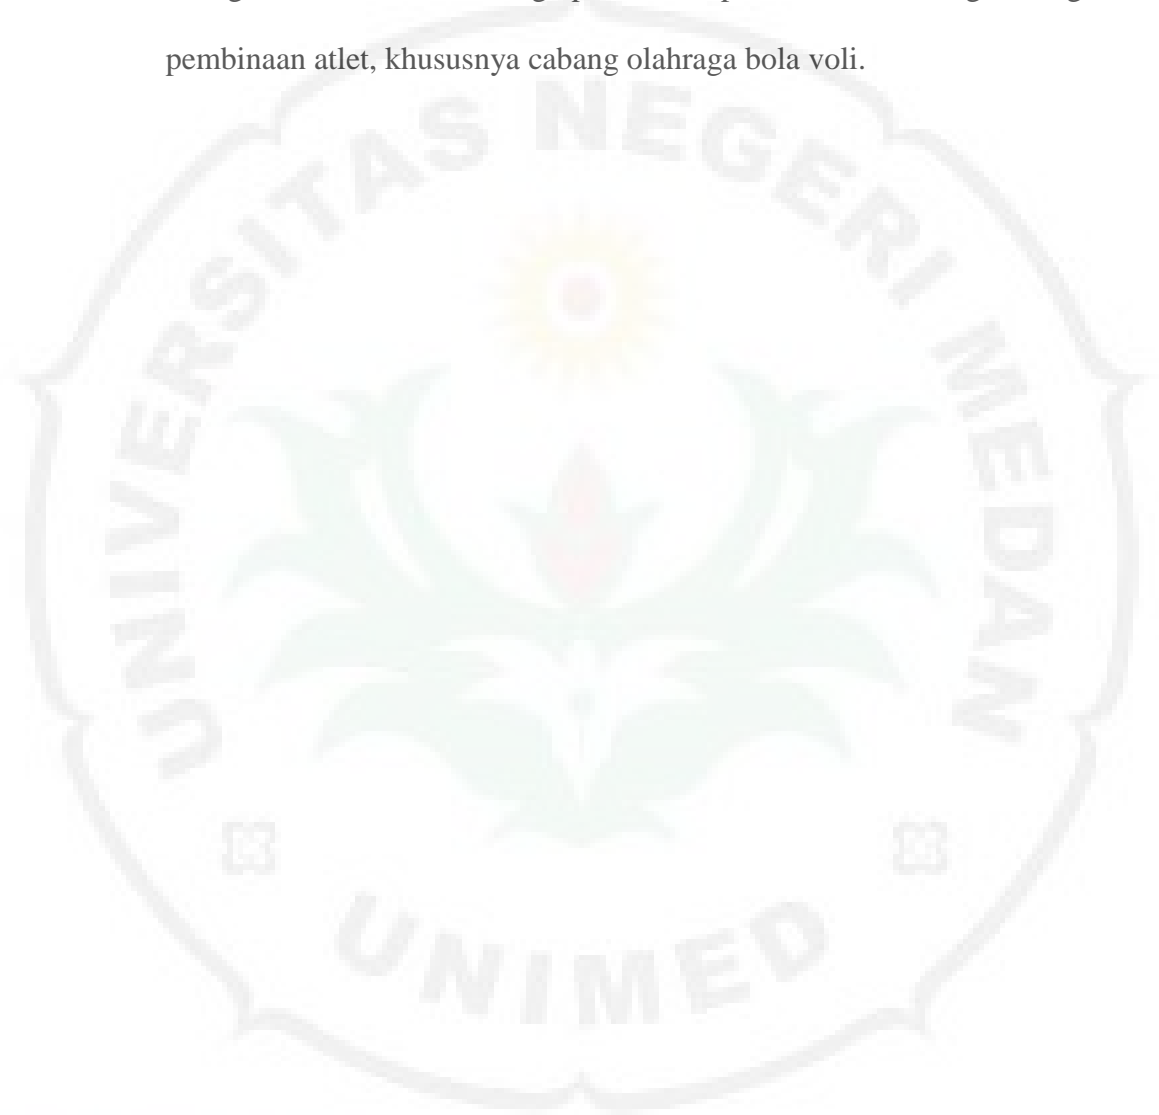 pembinaan atlet, khususnya cabang olahraga bola voli.
UNIVERSITAS NEGERI MEDAN
UNIMED